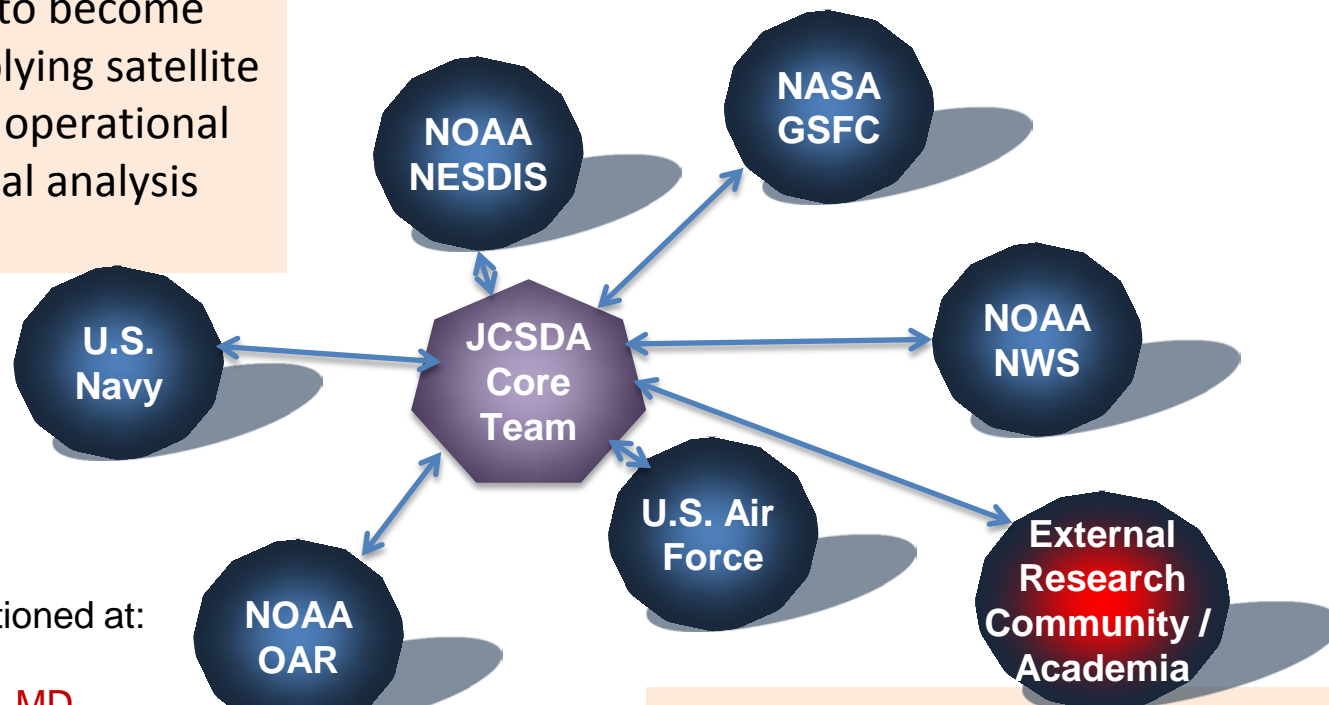 to become
plying satellite
operational
al analysis
NOAA
NESDIS
NASA
GSFC
U.S.
Navy
JCSDA
Core
Team
NOAA
NWS
U.S. Air
Force
External
Research
Community /
Academia
NOAA
OAR
tioned at:
MD